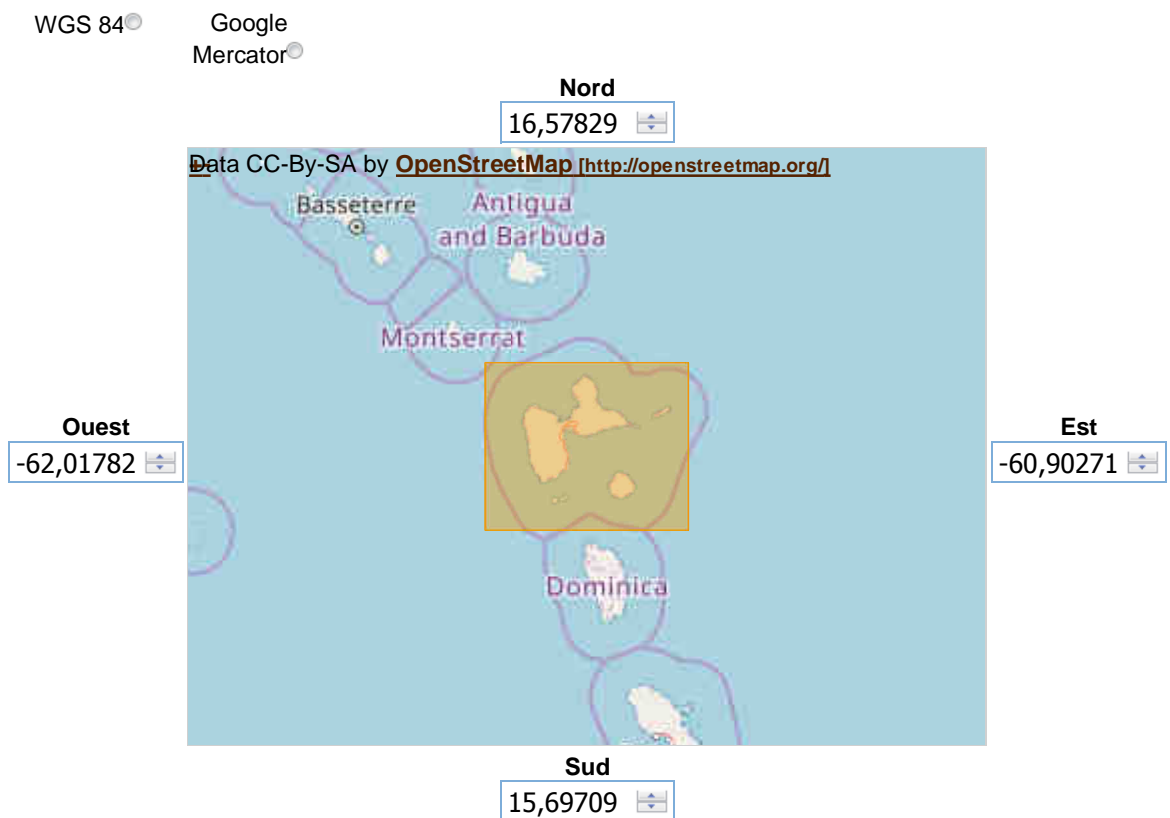 WGS 84
Google
Mercator
Nord
16,57829
Data CC-By-SA by OpenStreetMap [http://openstreetmap.org/]
Basseterre
Antigua
and Barbuda
Montserrat
Ouest
-62,01782
Est
-60,90271
Dominica
Sud
15,69709